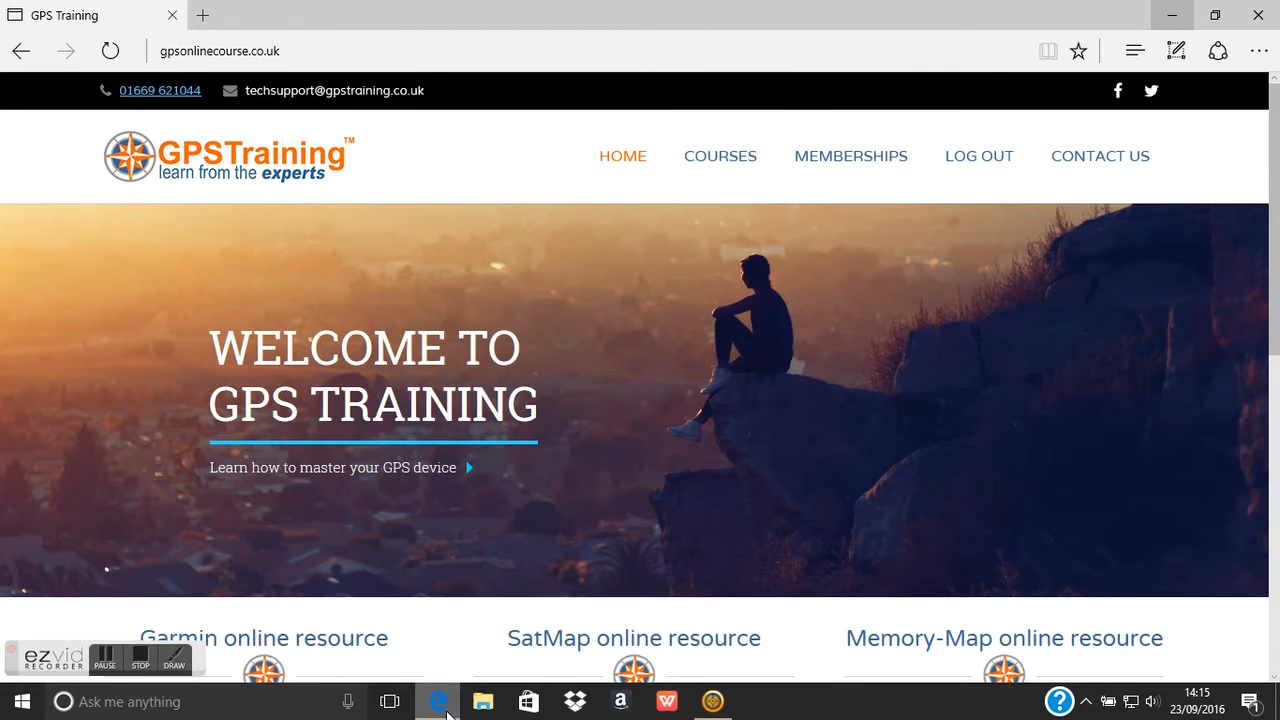 GPS Training
gpsonlinecourse.co.uk
01669 621044
techsupport@gpstraining.co.uk
GPSTraining™
learn from the experts
HOME
COURSES
MEMBERSHIPS
LOG OUT
CONTACT US
WELCOME TO
GPS TRAINING
Learn how to master your GPS device
Garmin online resource
SatMap online resource
Memory-Map online resource
ezvid
RECORDER
PAUSE
STOP
DRAW
Ask me anything
14:15
23/09/2016